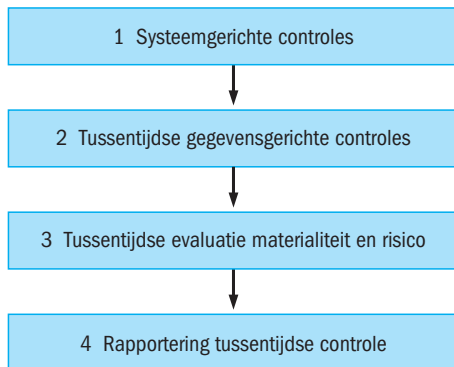 1 Systeemgerichte controles
2 Tussentijdse gegevensgerichte controles
3 Tussentijdse evaluatie materialiteit en risico
4 Rapportering tussentijdse controle